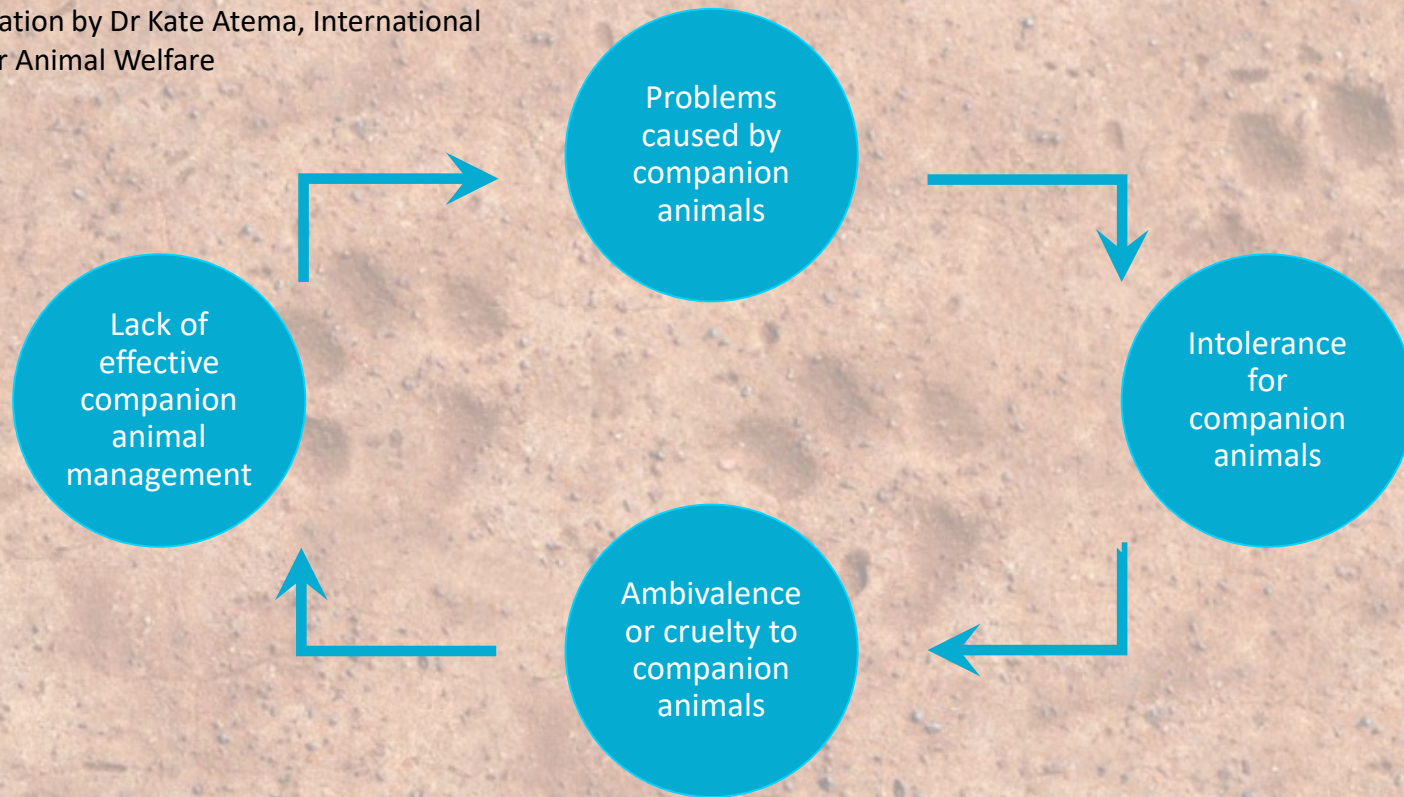 ation by Dr Kate Atema, International
r Animal Welfare
Problems
caused by
companion
animals
Intolerance
for
companion
animals
Ambivalence
or cruelty to
companion
animals
Lack of
effective
companion
animal
management